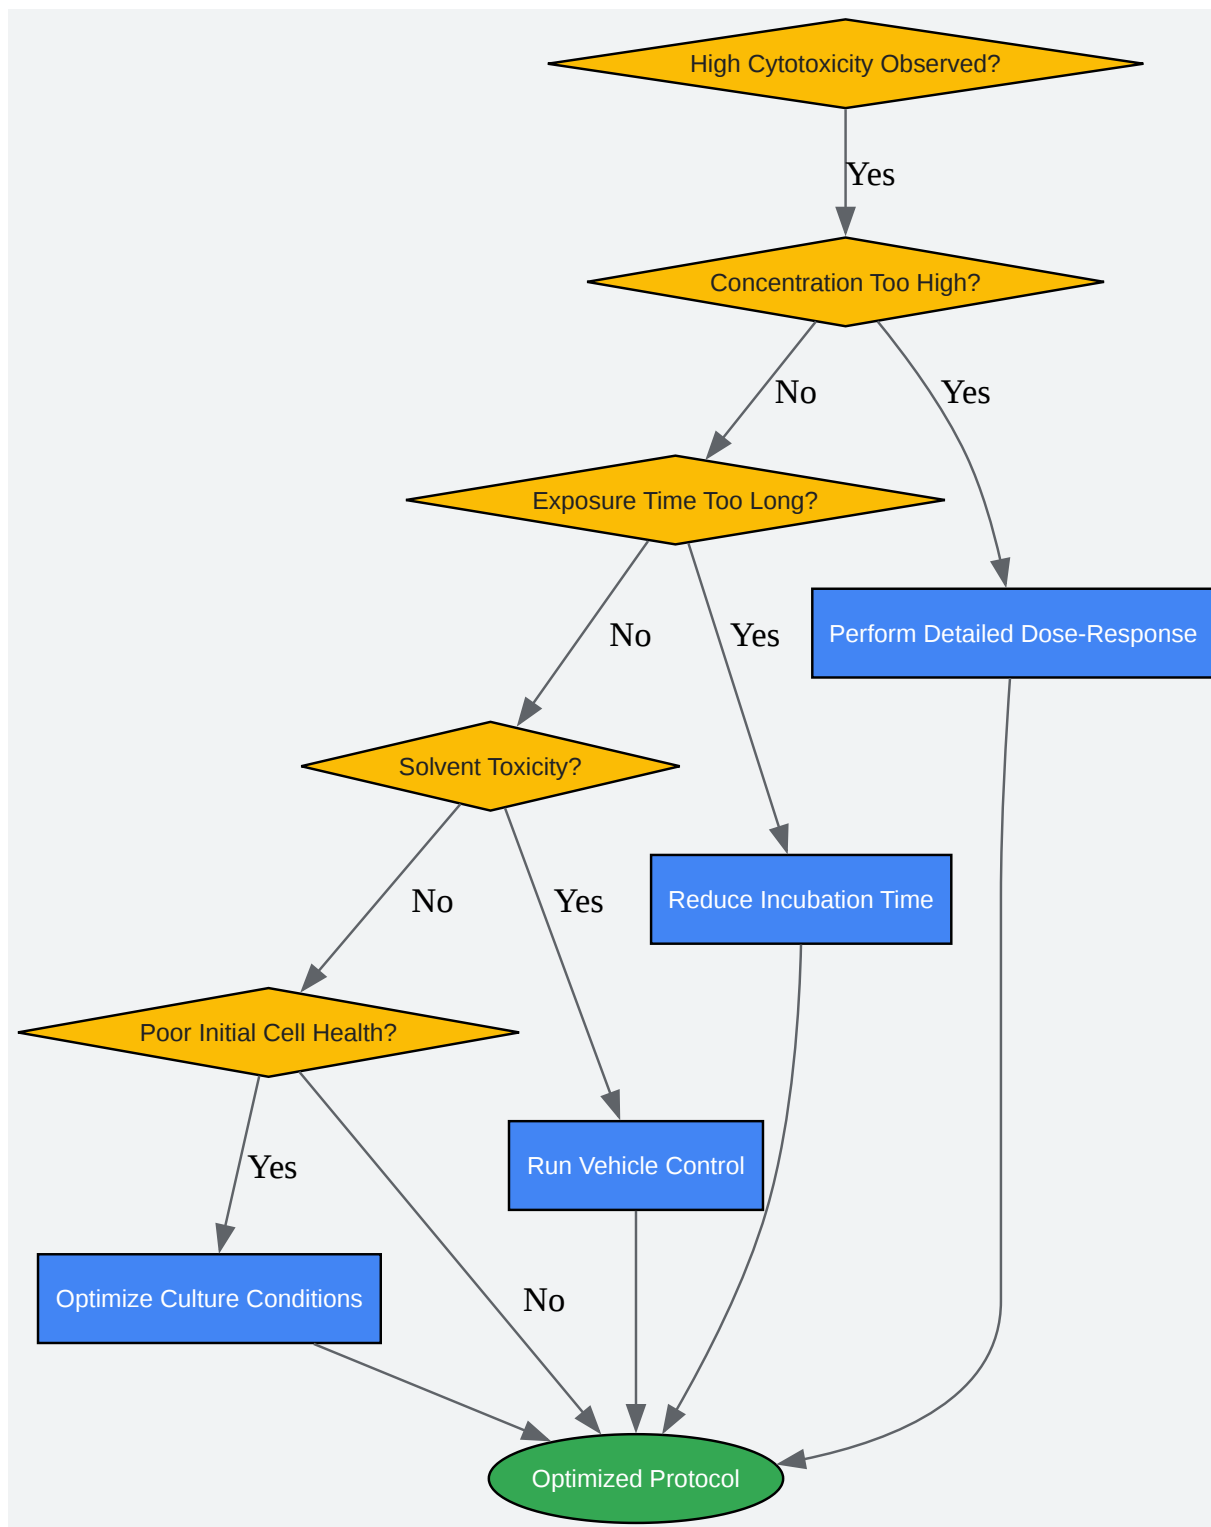 High Cytotoxicity Observed?
Yes
Concentration Too High?
No
Yes
Exposure Time Too Long?
No
Yes
Perform Detailed Dose-Response
Solvent Toxicity?
No
Yes
Reduce Incubation Time
Poor Initial Cell Health?
Yes
Run Vehicle Control
Optimize Culture Conditions
No
Optimized Protocol